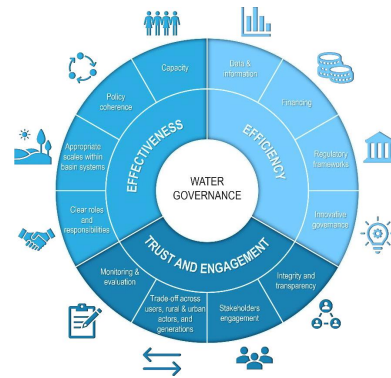 Capacity
Data &
information
Policy
coherence
Financing
Appropriate
scales within
basin systems
EFFECTIVENESS
EFFICIENCY
Regulatory
frameworks
WATER
GOVERNANCE
Clear roles
and
responsibilities
Innovative
governance
TRUST AND ENGAGEMENT
Monitoring &
evaluation
Integrity and
transparency
Trade-off across
users, rural & urban
actors, and
generations
Stakeholders
engagement